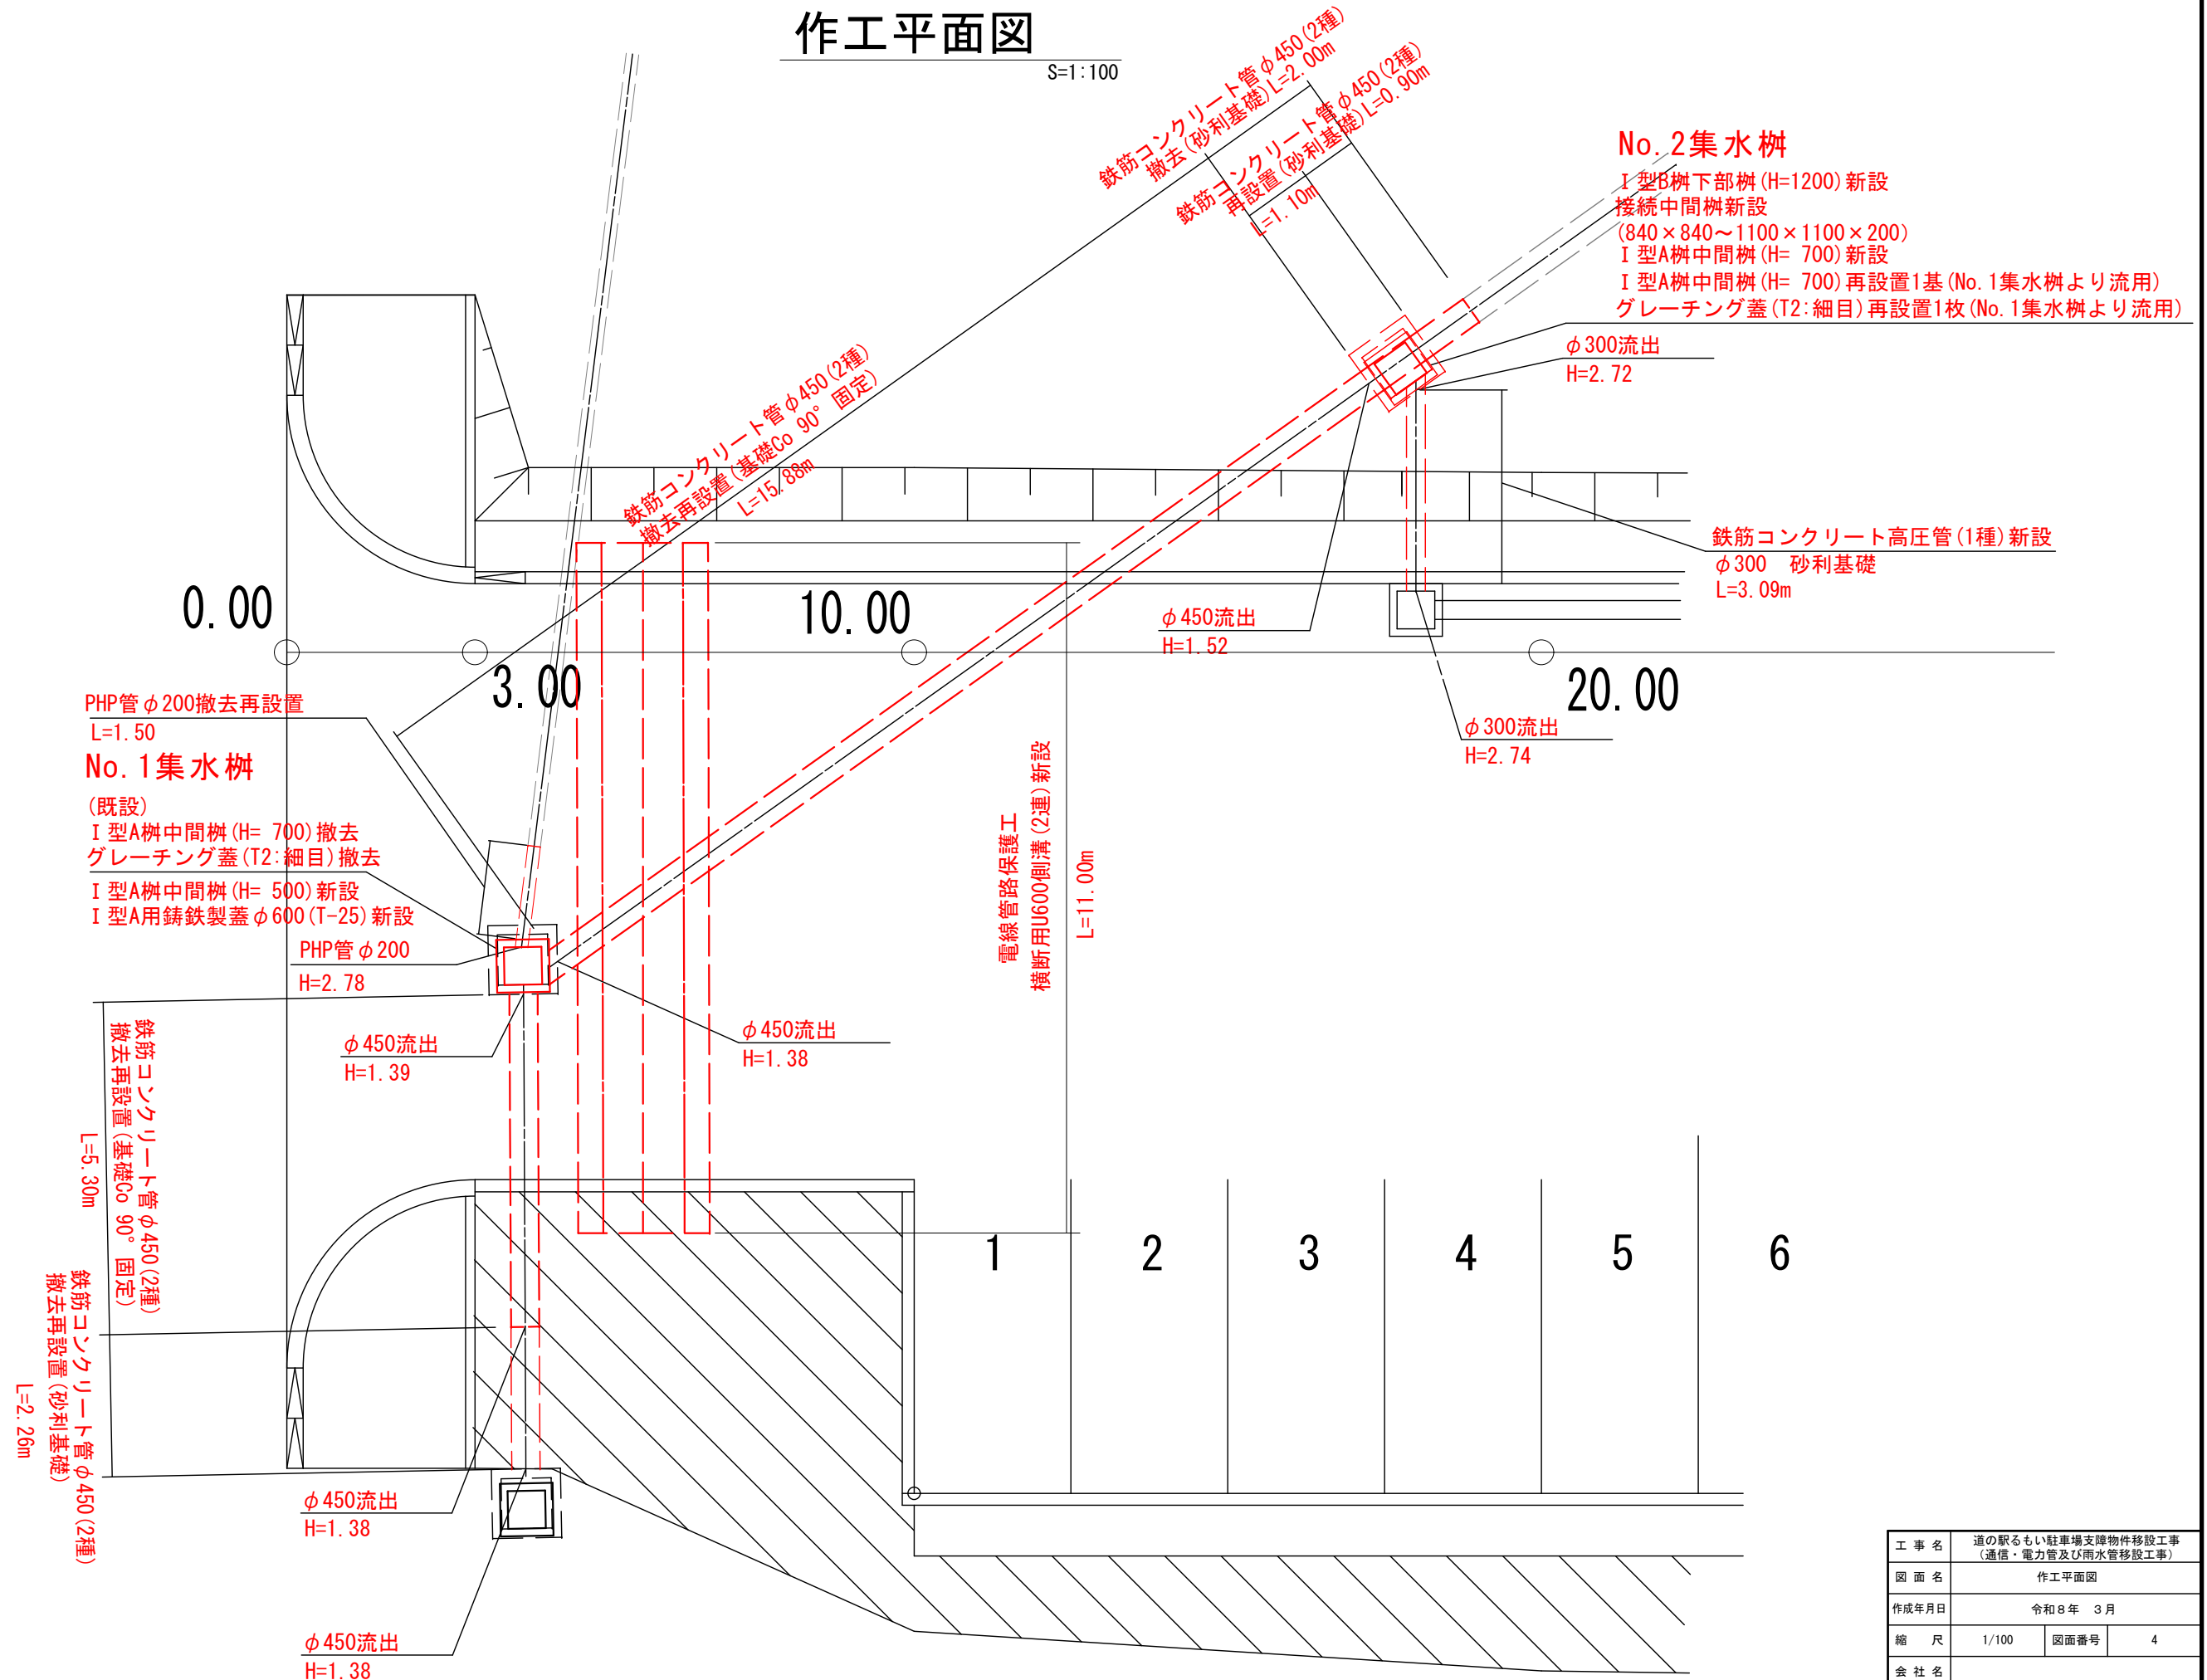 作工平面図
S=1:100
鉄筋コンクリート管φ450(2種)
撤去(砂利基礎)L=2.00m
鉄筋コンクリート管φ450(2種)
再設置(砂利基礎)L=0.90m
L=1.10m
No.2集水桝
Ⅰ型B桝下部桝(H=1200)新設
接続中間桝新設
(840×840～1100×1100×200)
Ⅰ型A桝中間桝(H= 700)新設
Ⅰ型A桝中間桝(H= 700)再設置1基(No.1集水桝より流用)
グレーチング蓋(T2:細目)再設置1枚(No.1集水桝より流用)
φ300流出
H=2.72
鉄筋コンクリート管φ450(2種)
撤去再設置(基礎Co 90°固定)
L=15.88m
鉄筋コンクリート高圧管(1種)新設
φ300　砂利基礎
L=3.09m
0.00
10.00
φ450流出
H=1.52
3.00
20.00
PHP管φ200撤去再設置
L=1.50
φ300流出
H=2.74
No.1集水桝
(既設)
Ⅰ型A桝中間桝(H= 700)撤去
グレーチング蓋(T2:細目)撤去
Ⅰ型A桝中間桝(H= 500)新設
Ⅰ型A用鋳鉄製蓋φ600(T-25)新設
PHP管φ200
H=2.78
電線管路保護工
横断用U600側溝(2連)新設
L=11.00m
φ450流出
H=1.39
φ450流出
H=1.38
鉄筋コンクリート管φ450(2種)
撤去再設置(基礎Co 90°固定)
L=5.30m
1 2 3 4 5 6
鉄筋コンクリート管φ450(2種)
撤去再設置(砂利基礎)
L=2.26m
φ450流出
H=1.38
φ450流出
H=1.38
工事名 道の駅るもい駐車場支障物件移設工事
(通信・電力管及び雨水管移設工事)
図面名 作工平面図
作成年月日 令和8年　3月
縮　尺 1/100 図面番号 4
会社名